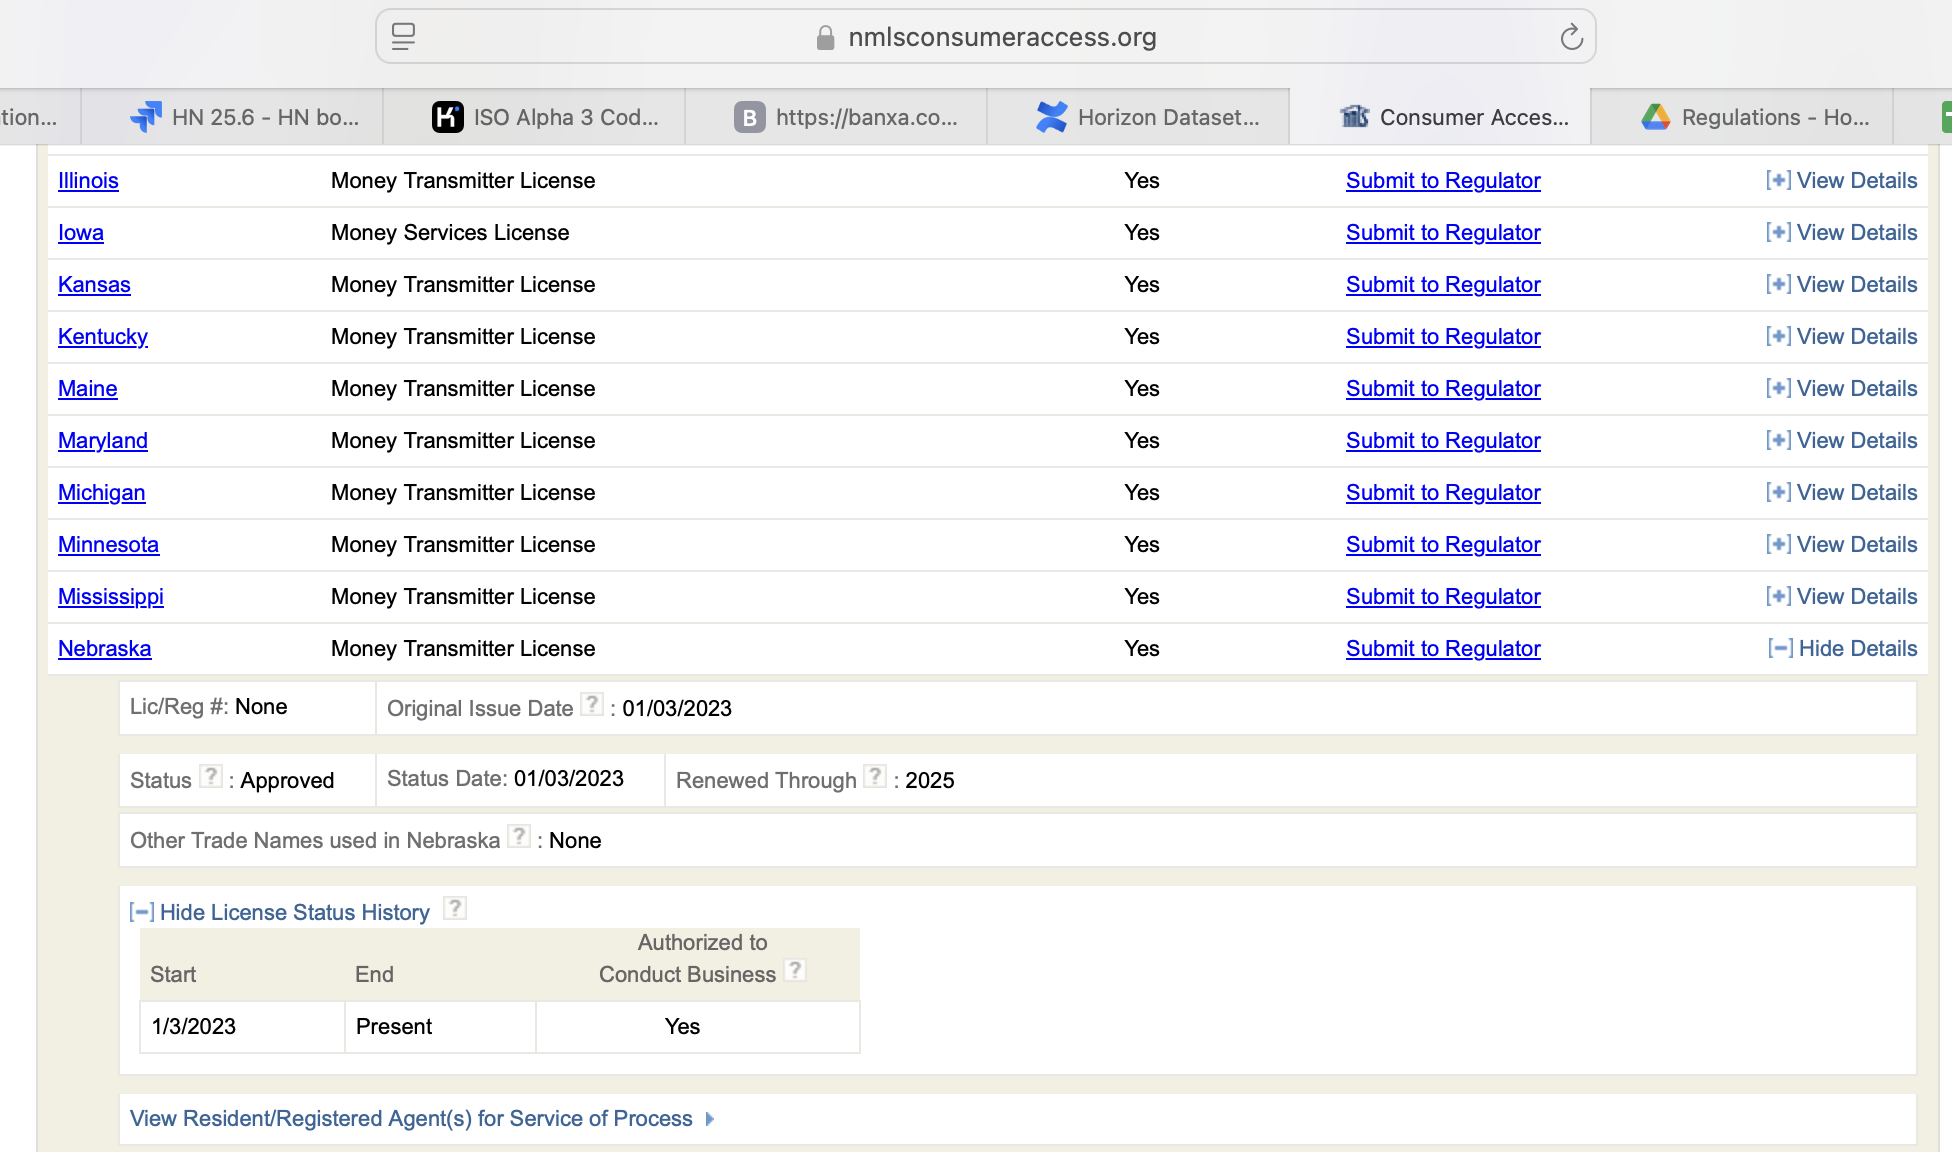 nmlsconsumeraccess.org
tion...
HN 25.6 - HN bo...
ISO Alpha 3 Cod...
B https://banxa.co...
Horizon Dataset...
Consumer Acces...
Regulations - Ho...
Illinois Money Transmitter License Yes Submit to Regulator [+] View Details
Iowa Money Services License Yes Submit to Regulator [+] View Details
Kansas Money Transmitter License Yes Submit to Regulator [+] View Details
Kentucky Money Transmitter License Yes Submit to Regulator [+] View Details
Maine Money Transmitter License Yes Submit to Regulator [+] View Details
Maryland Money Transmitter License Yes Submit to Regulator [+] View Details
Michigan Money Transmitter License Yes Submit to Regulator [+] View Details
Minnesota Money Transmitter License Yes Submit to Regulator [+] View Details
Mississippi Money Transmitter License Yes Submit to Regulator [+] View Details
Nebraska Money Transmitter License Yes Submit to Regulator [−] Hide Details
Lic/Reg #: None Original Issue Date ? : 01/03/2023
Status ? : Approved Status Date: 01/03/2023 Renewed Through ? : 2025
Other Trade Names used in Nebraska ? : None
[−] Hide License Status History ?
Authorized to
Start End Conduct Business ?
1/3/2023 Present Yes
View Resident/Registered Agent(s) for Service of Process